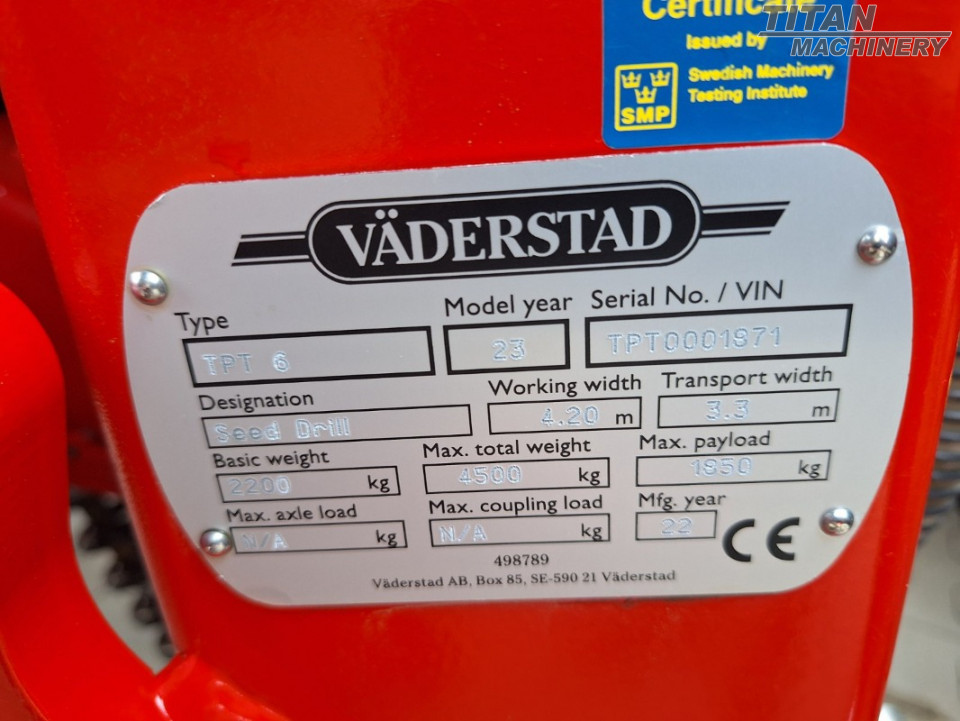 Certificate
TITAN
MACHINERY
Issued by
Swedish Machinery
Testing Institute
SMP
VÄDERSTAD
Type Model year Serial No. / VIN
TPT 6 23 TPT0001871
Designation Working width Transport width
Seed Drill 4.20 m 3.3 m
Basic weight Max. total weight Max. payload
2200 kg 4500 kg 1850 kg
Max. axle load Max. coupling load Mfg. year
N/A kg N/A kg 22 CE
498789
Väderstad AB, Box 85, SE-590 21 Väderstad